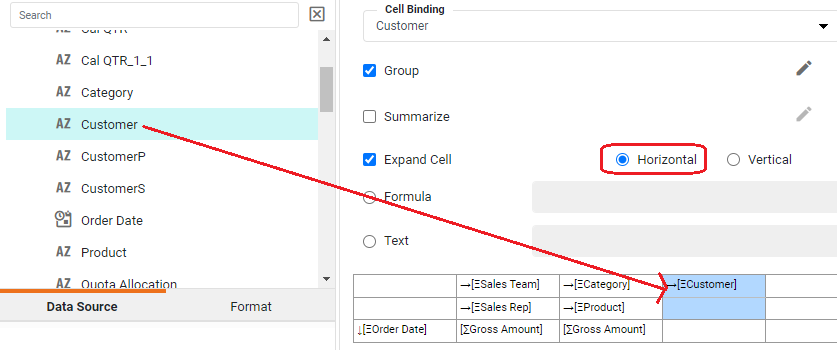 Search
Cal QTR
Cal QTR_1_1
AZ Category
AZ Customer
AZ CustomerP
AZ CustomerS
Order Date
AZ Product
AZ Quota Allocation
Data Source Format
Cell Binding
Customer
Group
Summarize
Expand Cell Horizontal Vertical
Formula
Text
→[ΞSales Team] →[ΞCategory] →[ΞCustomer]
→[ΞSales Rep] →[ΞProduct]
↓[ΞOrder Date] [ΣGross Amount] [ΣGross Amount]